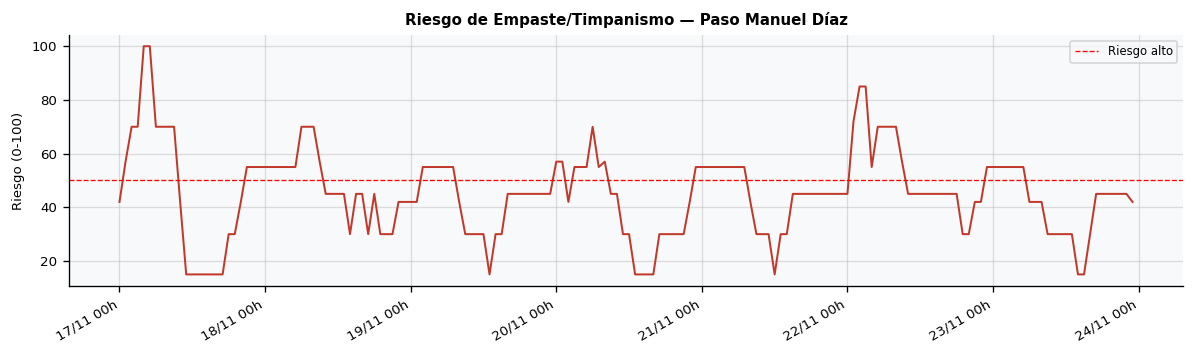 Riesgo de Empaste/Timpanismo — Paso Manuel Díaz
Riesgo (0-100)
100
80
60
40
20
Riesgo alto
17/11 00h
18/11 00h
19/11 00h
20/11 00h
21/11 00h
22/11 00h
23/11 00h
24/11 00h